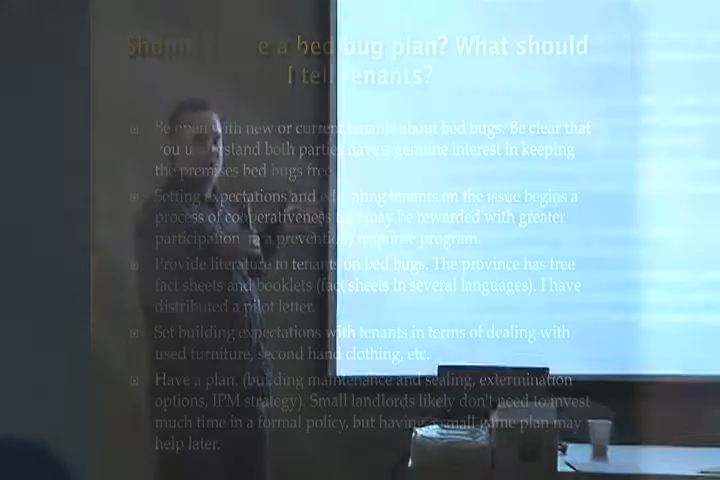 Should e a bed bug plan? What should
I tell tenants?
Be open with new or current tenants about bed bugs. Be clear that
you understand both parties have a genuine interest in keeping
the premises bed bugs free.
Setting expectations and educating tenants on the issue begins a
process of cooperativeness that may be rewarded with greater
participation in a prevention/response program.
Provide literature to tenants on bed bugs. The province has free
fact sheets and booklets (fact sheets in several languages). I have
distributed a pilot letter.
Set building expectations with tenants in terms of dealing with
used furniture, second hand clothing, etc.
Have a plan. (building maintenance and sealing, extermination
options, IPM strategy). Small landlords likely don't need to invest
much time in a formal policy, but having a small game plan may
help later.